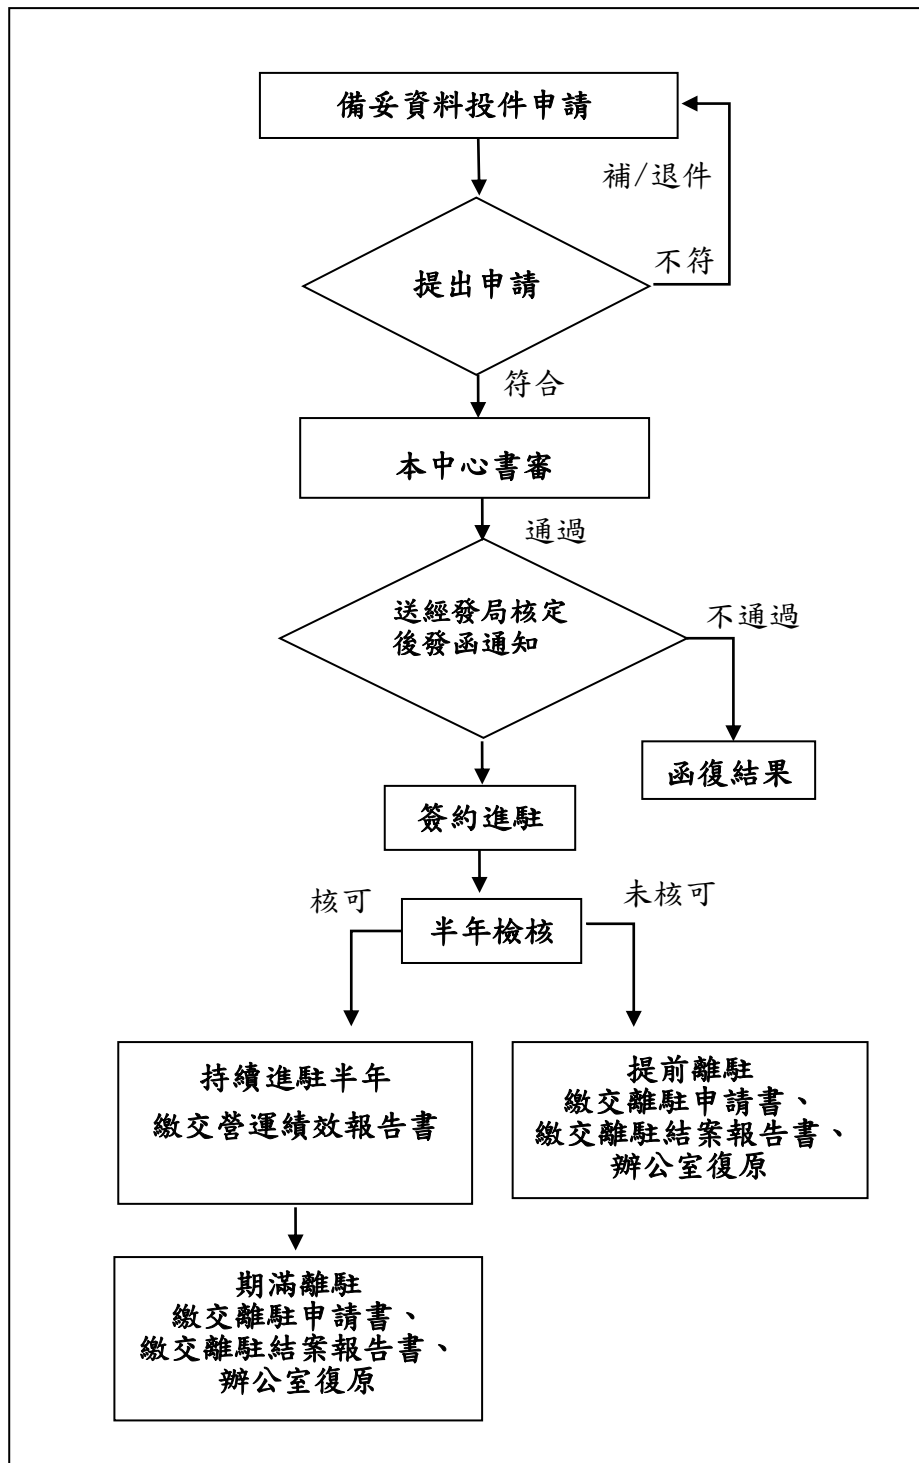 備妥資料投件申請
補/退件
提出申請
不符
符合
本中心書審
通過
送經發局核定
後發函通知
不通過
函復結果
簽約進駐
核可
未核可
半年檢核
持續進駐半年
繳交營運績效報告書
提前離駐
繳交離駐申請書、
繳交離駐結案報告書、
辦公室復原
期滿離駐
繳交離駐申請書、
繳交離駐結案報告書、
辦公室復原